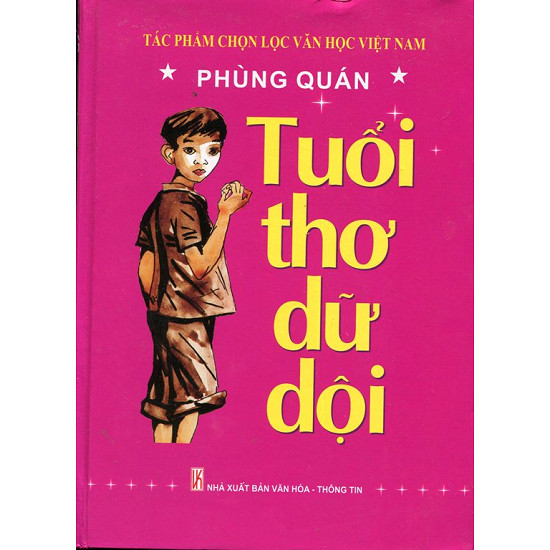 TÁC PHẨM CHỌN LỌC VĂN HỌC VIỆT NAM
PHÙNG QUÁN
Tuổi
thơ
dữ
dội
NHÀ XUẤT BẢN VĂN HÓA - THÔNG TIN